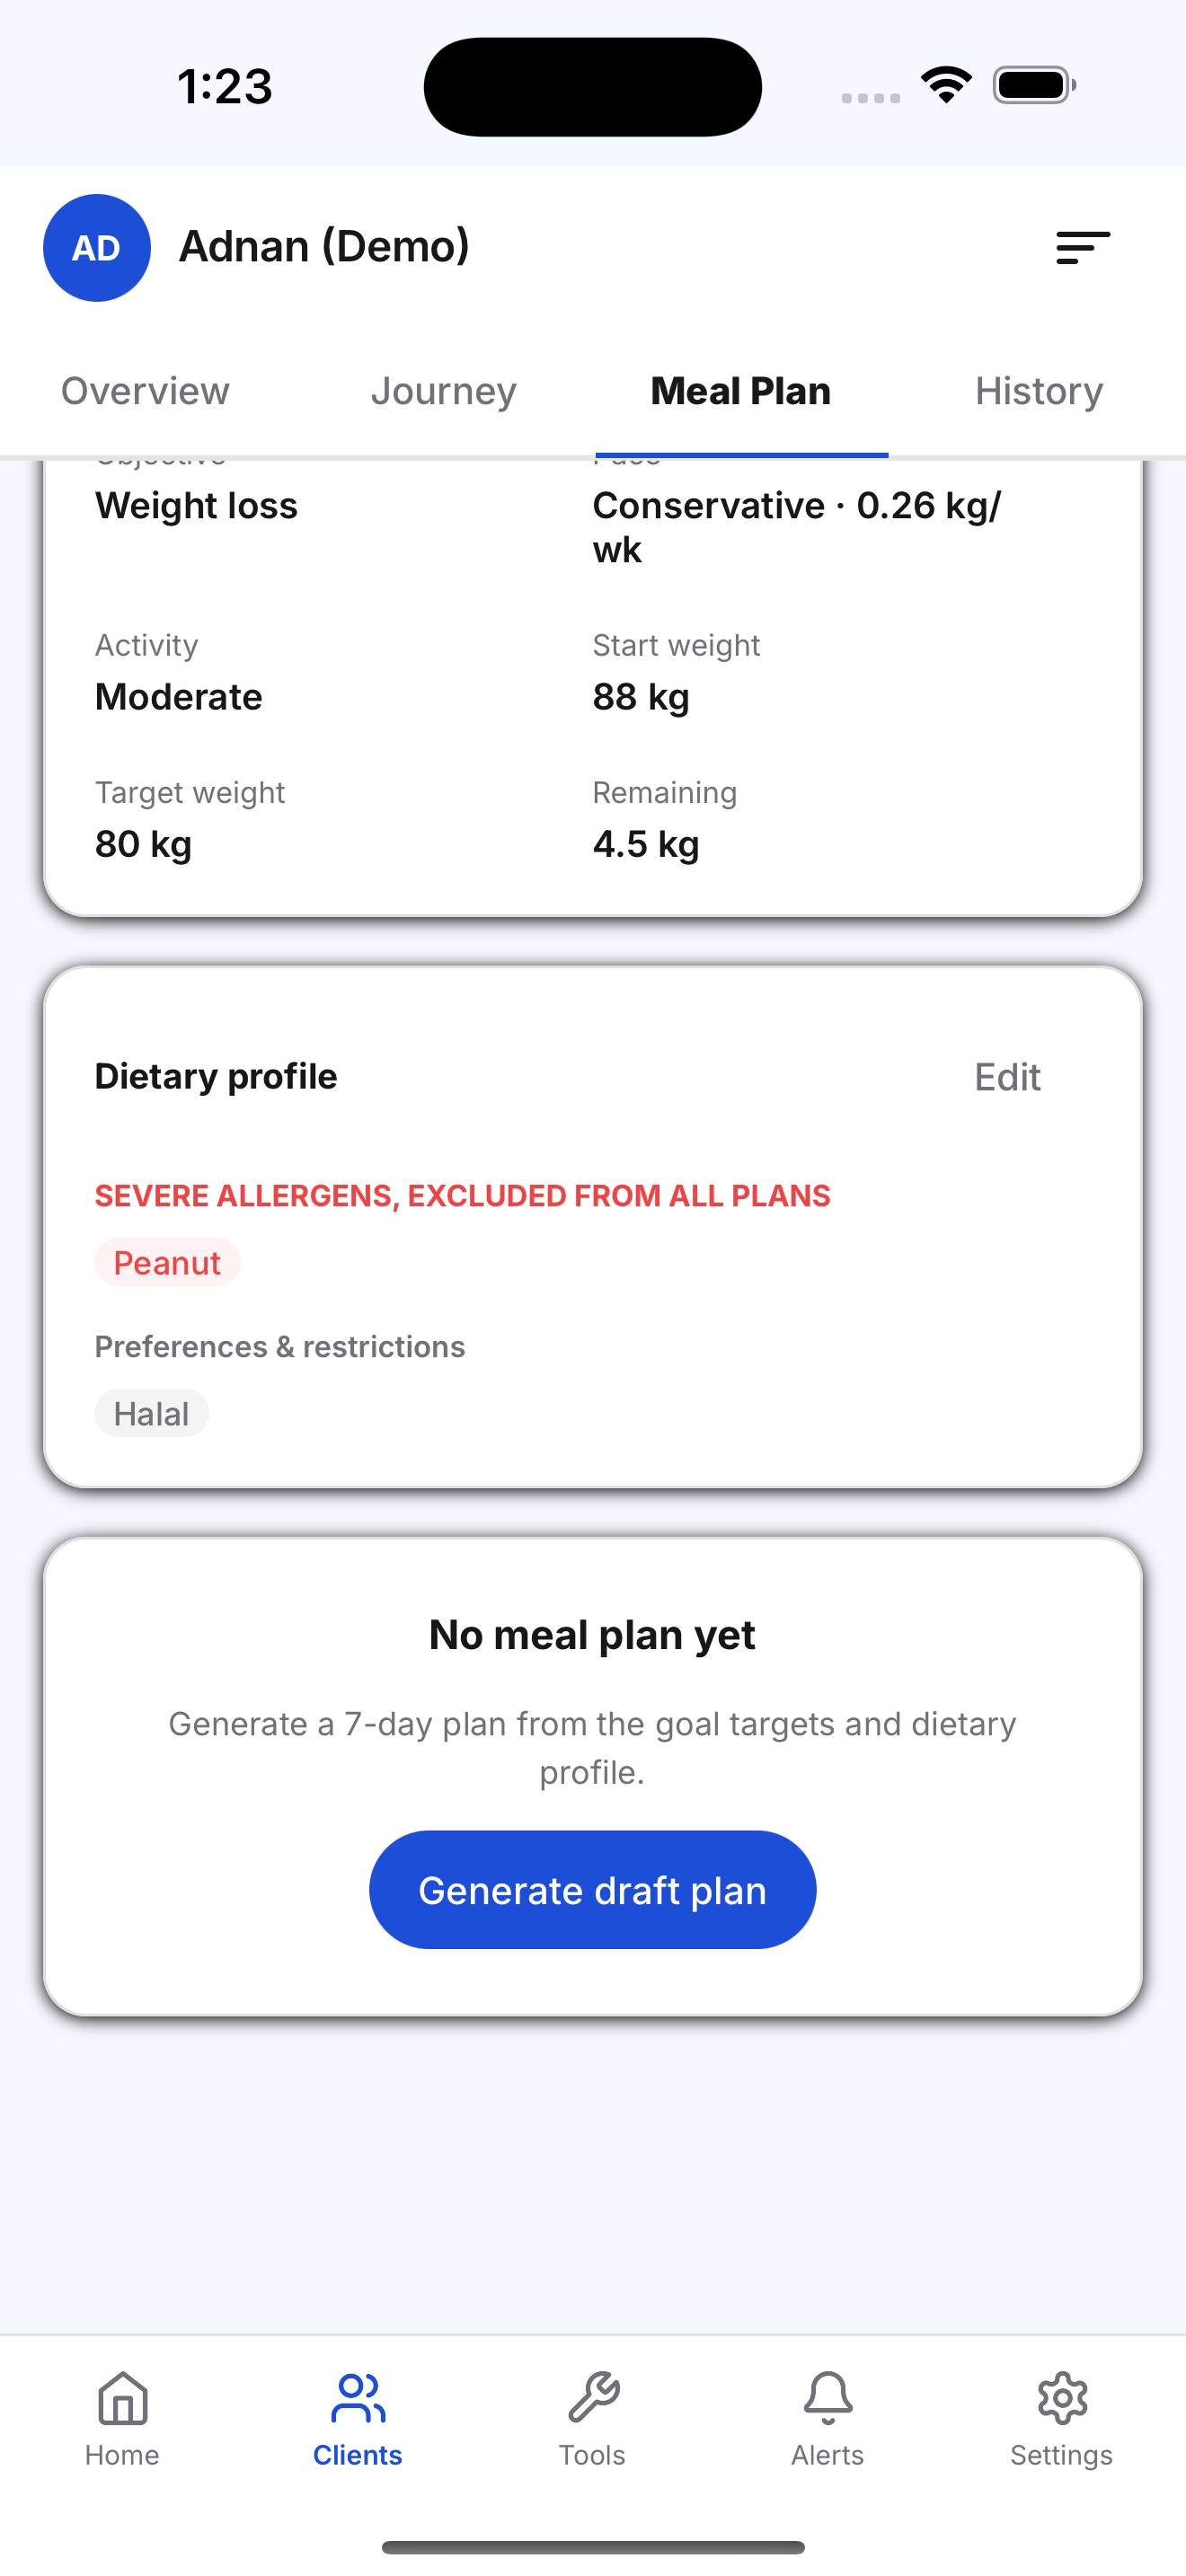 1:23
AD
Adnan (Demo)
Overview
Journey
Meal Plan
History
Objective
Pace
Weight loss
Conservative · 0.26 kg/
wk
Activity
Start weight
Moderate
88 kg
Target weight
Remaining
80 kg
4.5 kg
Dietary profile
Edit
SEVERE ALLERGENS, EXCLUDED FROM ALL PLANS
Peanut
Preferences & restrictions
Halal
No meal plan yet
Generate a 7-day plan from the goal targets and dietary
profile.
Generate draft plan
Home
Clients
Tools
Alerts
Settings